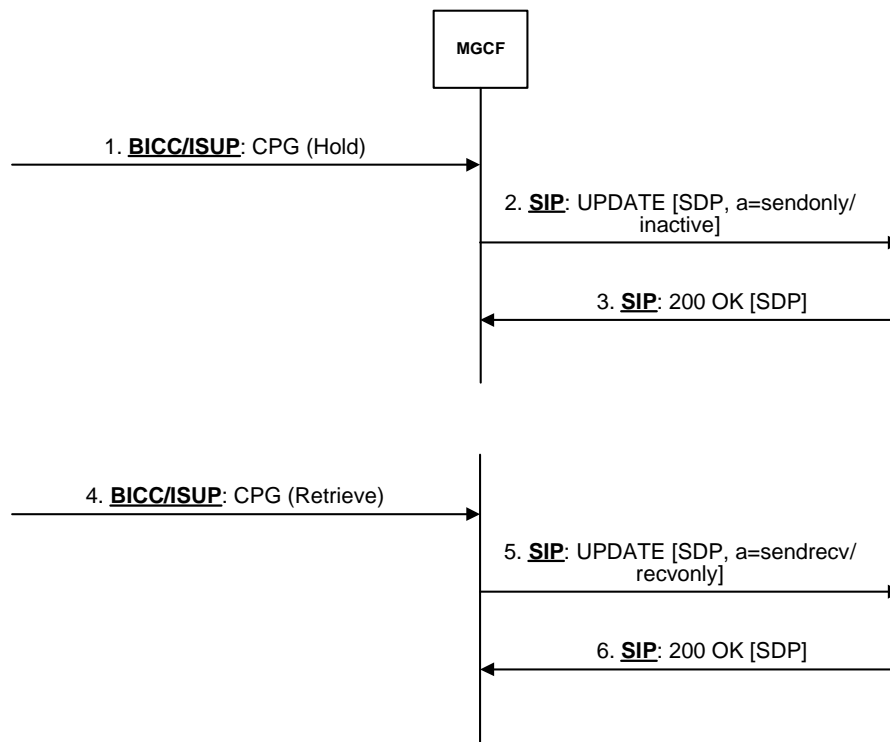 MGCF
1. BICC/ISUP: CPG (Hold)
2. SIP: UPDATE [SDP, a=sendonly/
inactive]
3. SIP: 200 OK [SDP]
4. BICC/ISUP: CPG (Retrieve)
5. SIP: UPDATE [SDP, a=sendrecv/
recvonly]
6. SIP: 200 OK [SDP]